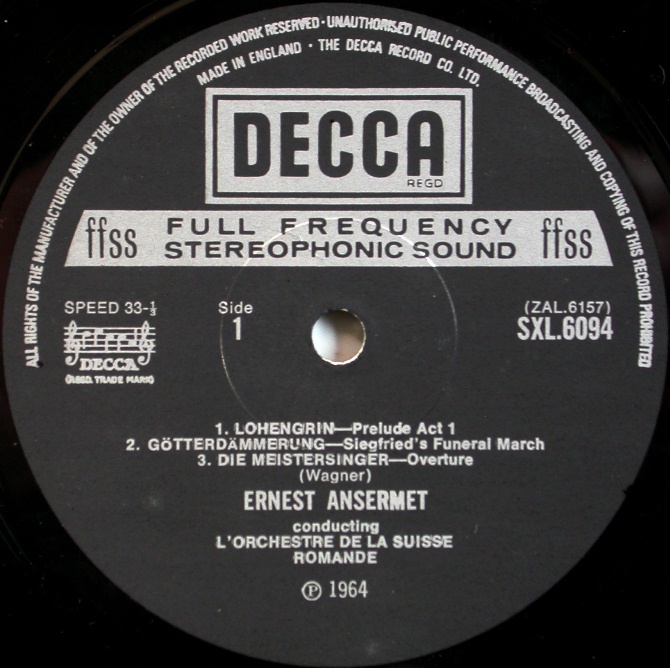 ALL RIGHTS OF THE MANUFACTURER AND OF THE OWNER OF THE RECORDED WORK RESERVED · UNAUTHORISED PUBLIC PERFORMANCE BROADCASTING AND COPYING OF THIS RECORD PROHIBITED
MADE IN ENGLAND · THE DECCA RECORD CO. LTD.
DECCA
REGD
ffss FULL FREQUENCY ffss
STEREOPHONIC SOUND
SPEED 33-⅓
DECCA
(REGD. TRADE MARK)
Side
1
(ZAL.6157)
SXL.6094
1. LOHENGRIN—Prelude Act 1
2. GÖTTERDÄMMERUNG—Siegfried's Funeral March
3. DIE MEISTERSINGER—Overture
(Wagner)
ERNEST ANSERMET
conducting
L'ORCHESTRE DE LA SUISSE
ROMANDE
℗ 1964